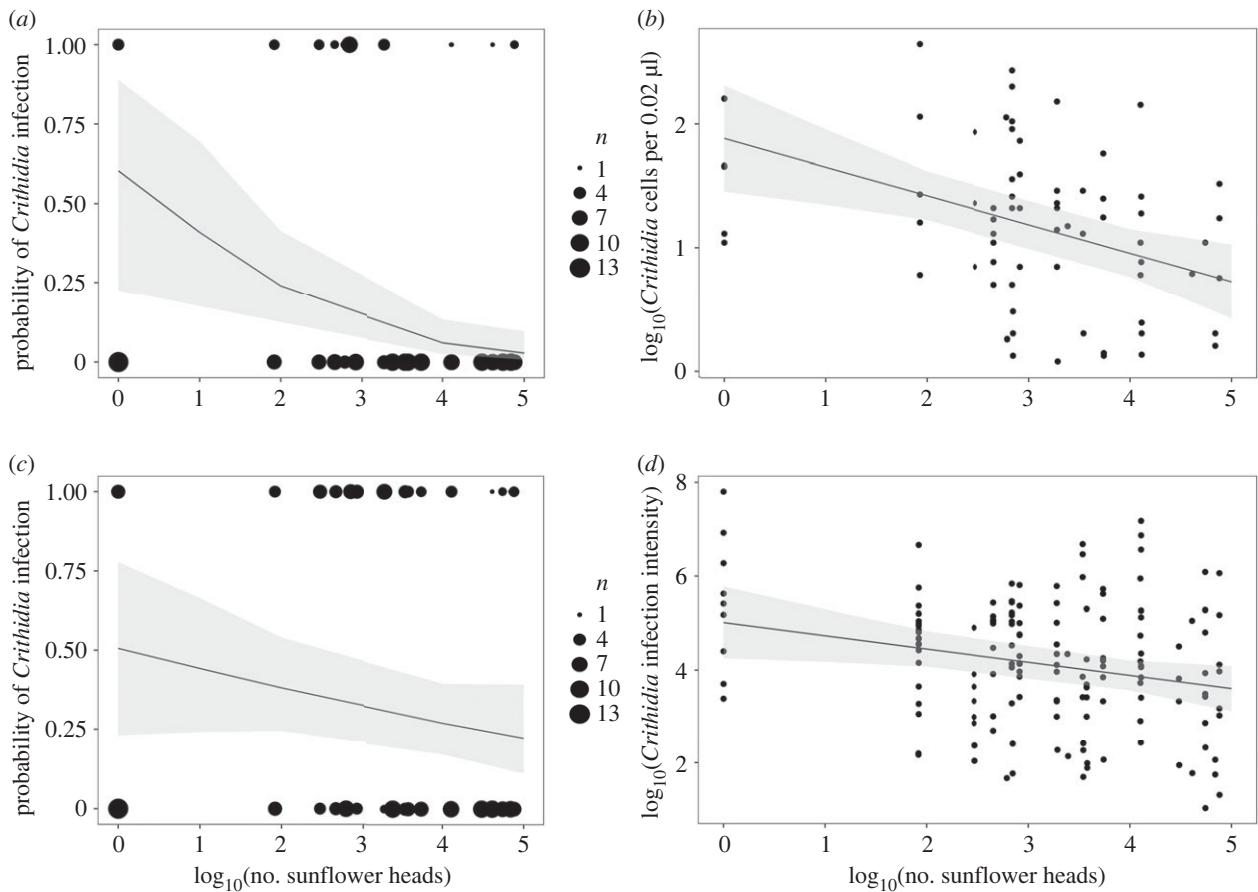 (a)
probability of Crithidia infection
1.00
0.75
0.50
0.25
0
0 1 2 3 4 5
n
1
4
7
10
13
(b)
log10(Crithidia cells per 0.02 µl)
2
1
0
0 1 2 3 4 5
(c)
probability of Crithidia infection
1.00
0.75
0.50
0.25
0
0 1 2 3 4 5
log10(no. sunflower heads)
n
1
4
7
10
13
(d)
log10(Crithidia infection intensity)
8
6
4
2
0 1 2 3 4 5
log10(no. sunflower heads)